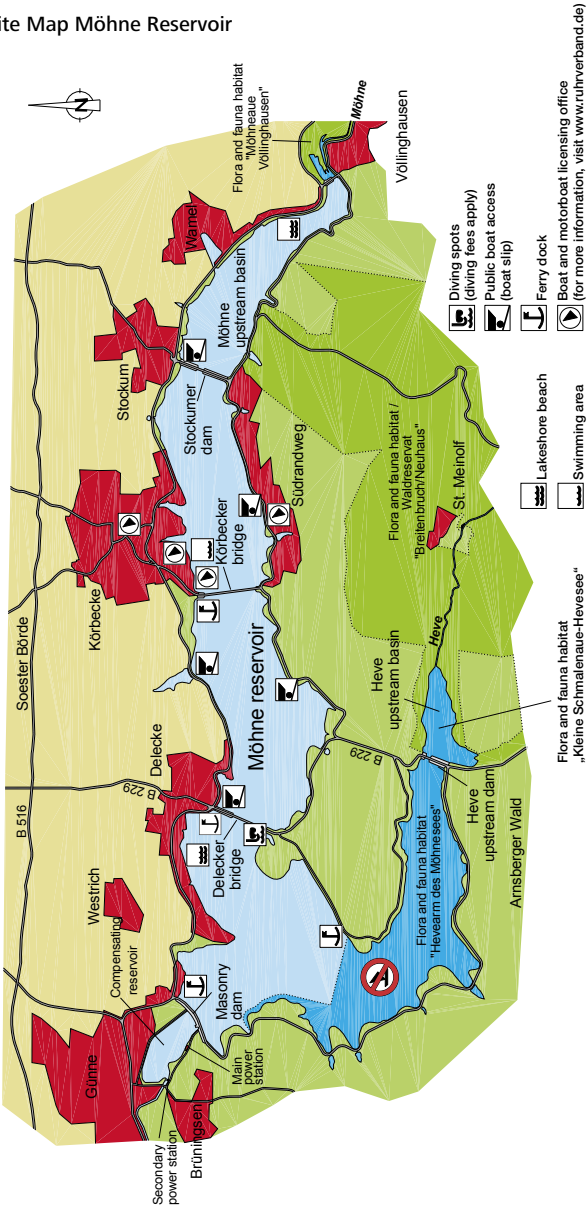 ite Map Möhne Reservoir
N
Soester Börde
B 516
B 229
Günne
Westrich
Compensating
reservoir
Delecke
Körbecke
Stockum
Wamel
Flora and fauna habitat
"Möhneaue
Völlinghausen"
Möhne
Völlinghausen
Secondary
power station
Brüningsen
Main
power
station
Masonry
dam
Delecker
bridge
Möhne reservoir
Körbecker
bridge
Stockumer
dam
Möhne
upstream basin
Südrandweg
B 229
Heve
upstream basin
Heve
Flora and fauna habitat /
Waldreservat
"Breitenbruch/Neuhaus"
St. Meinolf
Flora and fauna habitat
"Hevearm des Möhnesees"
Heve
upstream dam
Arnsberger Wald
Flora and fauna habitat
„Kleine Schmalenaue-Hevesee"
Lakeshore beach
Swimming area
Diving spots
(diving fees apply)
Public boat access
(boat slip)
Ferry dock
Boat and motorboat licensing office
(for more information, visit www.ruhrverband.de)